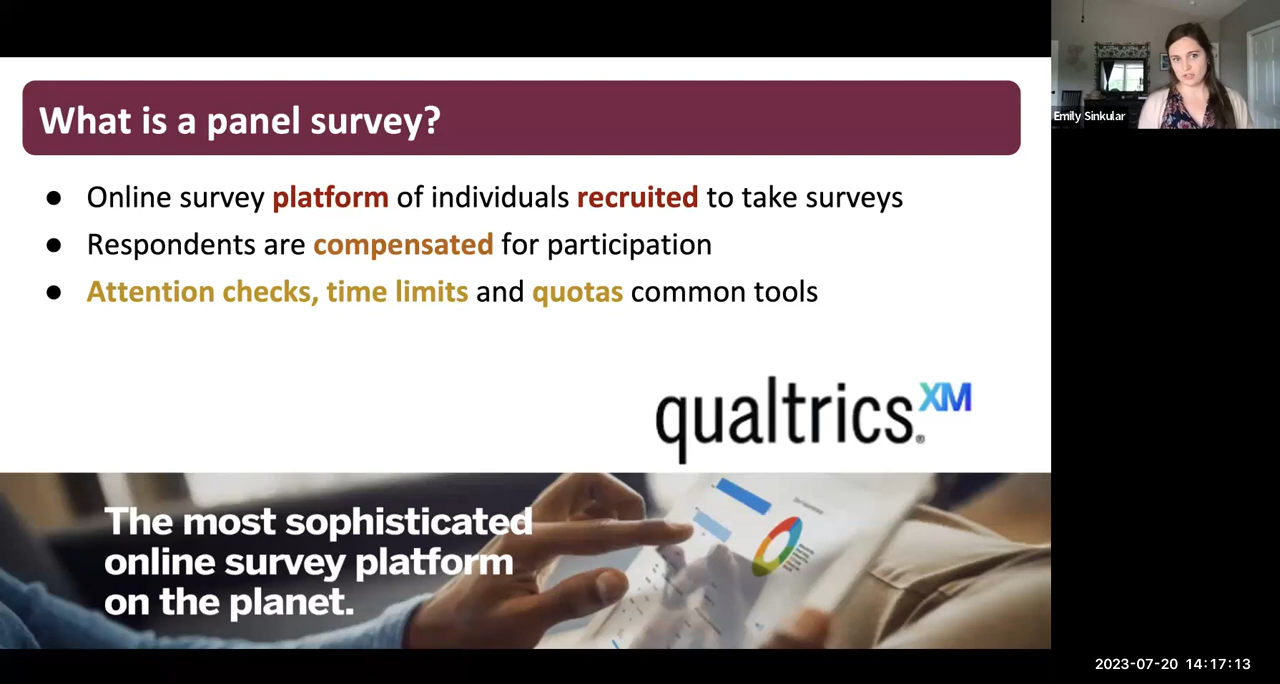 What is a panel survey?
Emily Sinkular
● Online survey platform of individuals recruited to take surveys
● Respondents are compensated for participation
● Attention checks, time limits and quotas common tools
qualtrics®XM
The most sophisticated
online survey platform
on the planet.
2023-07-20 14:17:13